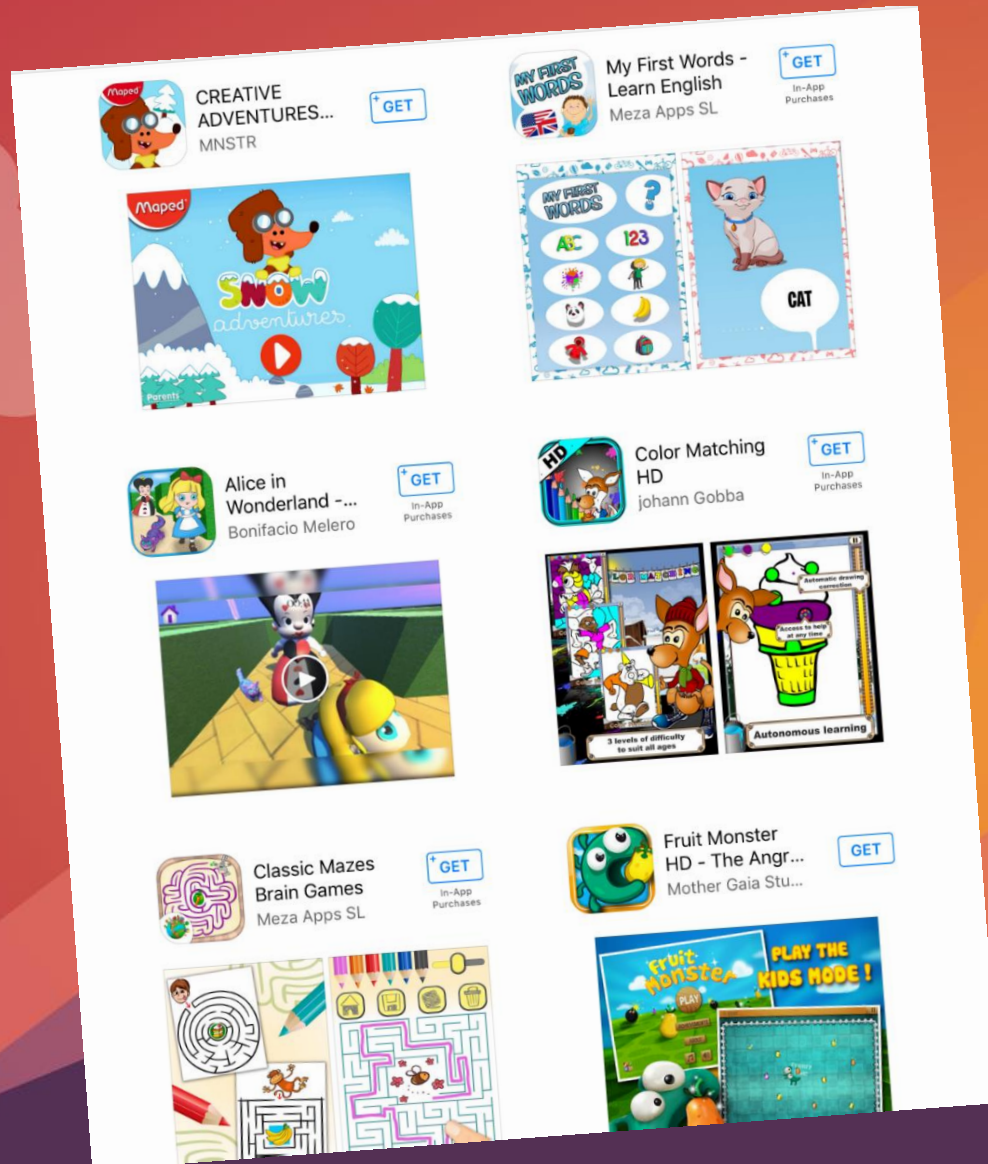 Maped
CREATIVE
ADVENTURES...
MNSTR
+GET
Maped
SNOW
adventures
Parents
MY FIRST
WORDS
My First Words -
Learn English
Meza Apps SL
+GET
In-App
Purchases
MY FIRST
WORDS
?
ABC
123
CAT
Alice in
Wonderland -...
Bonifacio Melero
+GET
In-App
Purchases
HD
Color Matching
HD
johann Gobba
+GET
In-App
Purchases
3 levels of difficulty
to suit all ages
Automatic drawing
correction
Access to help
at any time
Autonomous learning
Classic Mazes
Brain Games
Meza Apps SL
+GET
In-App
Purchases
Fruit Monster
HD - The Angr...
Mother Gaia Stu...
GET
Fruit
Monster
PLAY
PLAY THE
KIDS MODE !